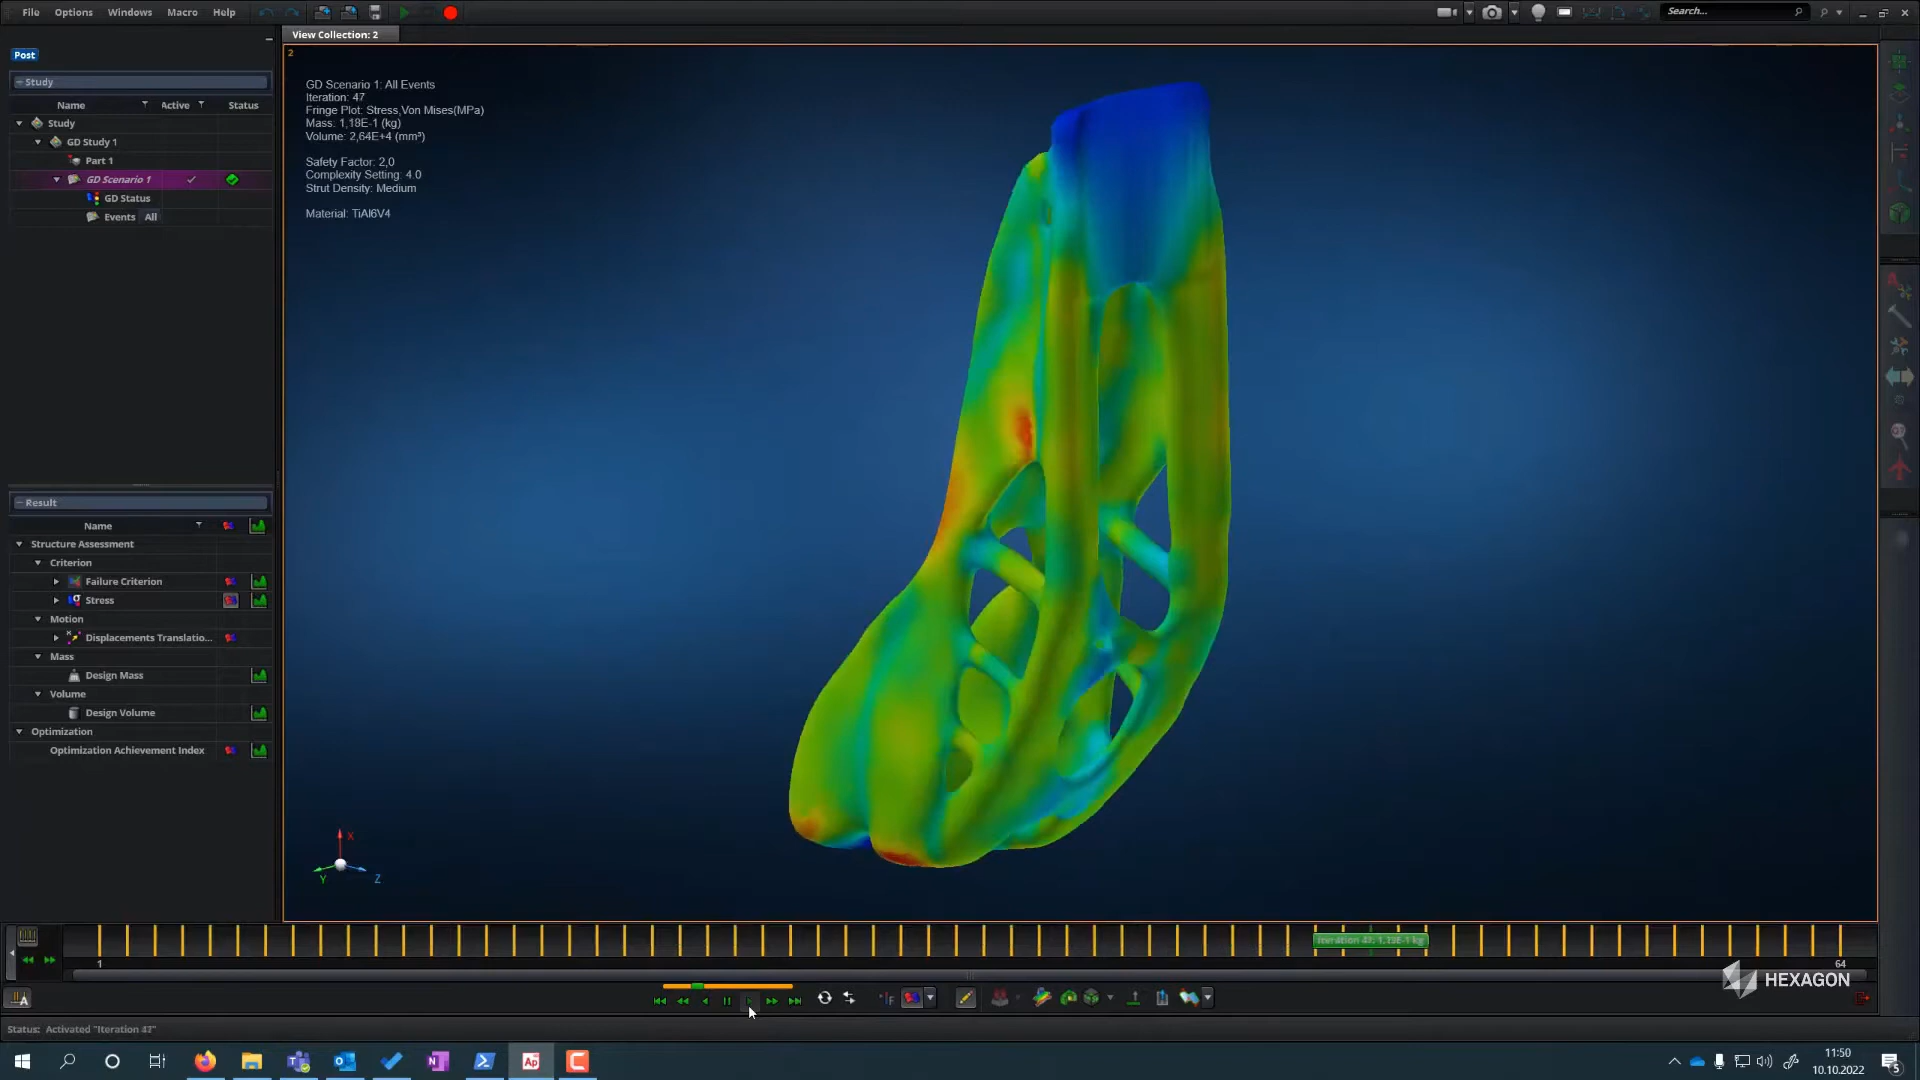 File Options Windows Macro Help
Search...
View Collection: 2
Post
2
Study
Name Active Status
Study
GD Study 1
Part 1
GD Scenario 1
GD Status
Events All
GD Scenario 1: All Events
Iteration: 47
Fringe Plot: Stress,Von Mises(MPa)
Mass: 1,18E-1 (kg)
Volume: 2,64E+4 (mm³)
Safety Factor: 2,0
Complexity Setting: 4.0
Strut Density: Medium
Material: TiAl6V4
Result
Name
Structure Assessment
Criterion
Failure Criterion
Stress
Motion
Displacements Translatio...
Mass
Design Mass
Volume
Design Volume
Optimization
Optimization Achievement Index
X
Y
Z
1
64
HEXAGON
Status: Activated "Iteration 47"
Ap
11:50
10.10.2022
5